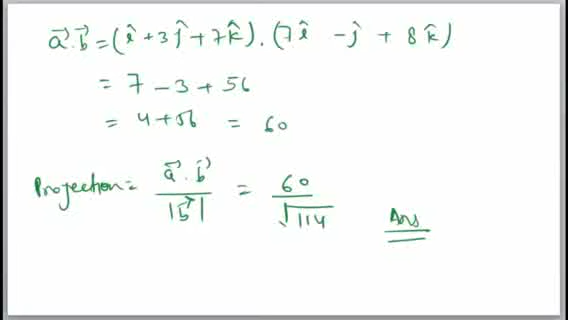 a⃗.b⃗ = (î + 3ĵ + 7k̂).(7î - ĵ + 8k̂)
= 7 - 3 + 56
= 4 + 56 = 60
Projection = a⃗.b⃗ / |b⃗| = 60 / √114 Ans